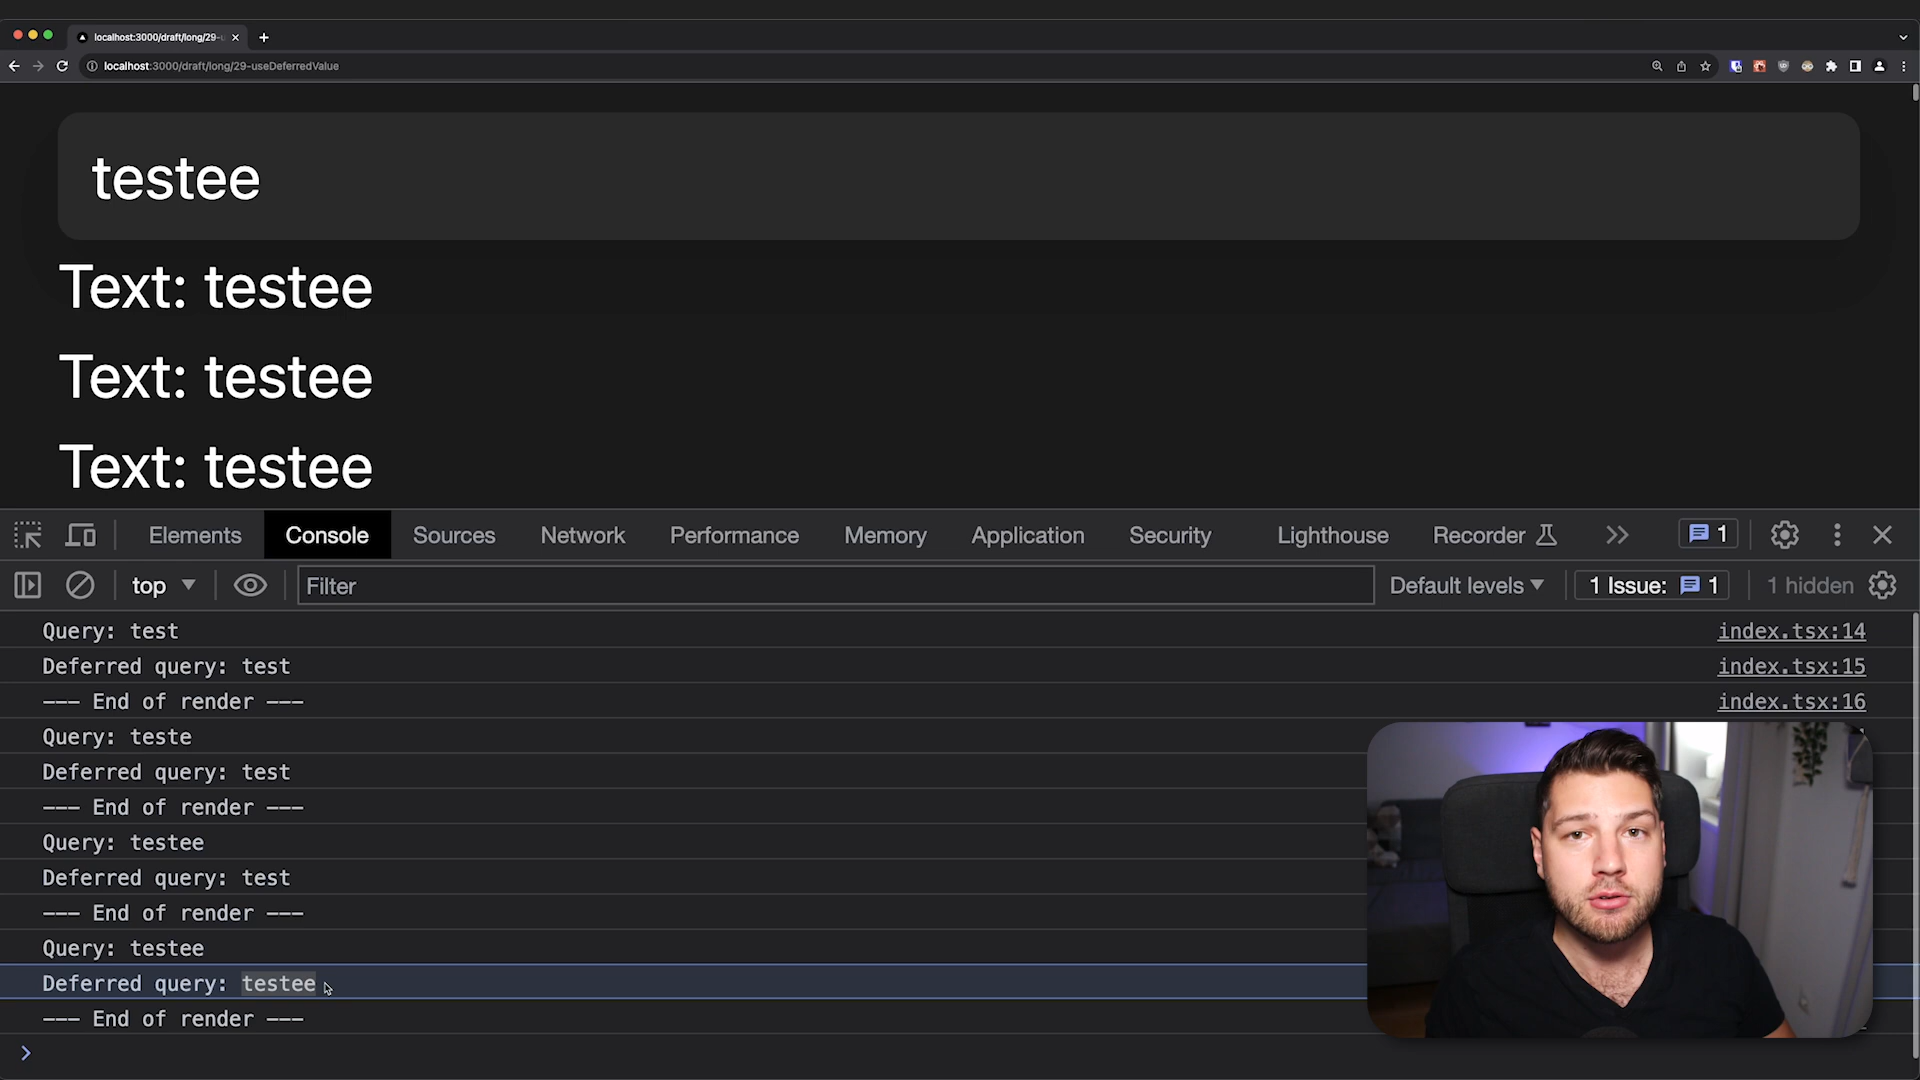 localhost:3000/draft/long/29-u
localhost:3000/draft/long/29-useDeferredValue
testee
Text: testee
Text: testee
Text: testee
Elements Console Sources Network Performance Memory Application Security Lighthouse Recorder 1
top Filter Default levels 1 Issue: 1 1 hidden
Query: test index.tsx:14
Deferred query: test index.tsx:15
--- End of render --- index.tsx:16
Query: teste
Deferred query: test
--- End of render ---
Query: testee
Deferred query: test
--- End of render ---
Query: testee
Deferred query: testee
--- End of render ---